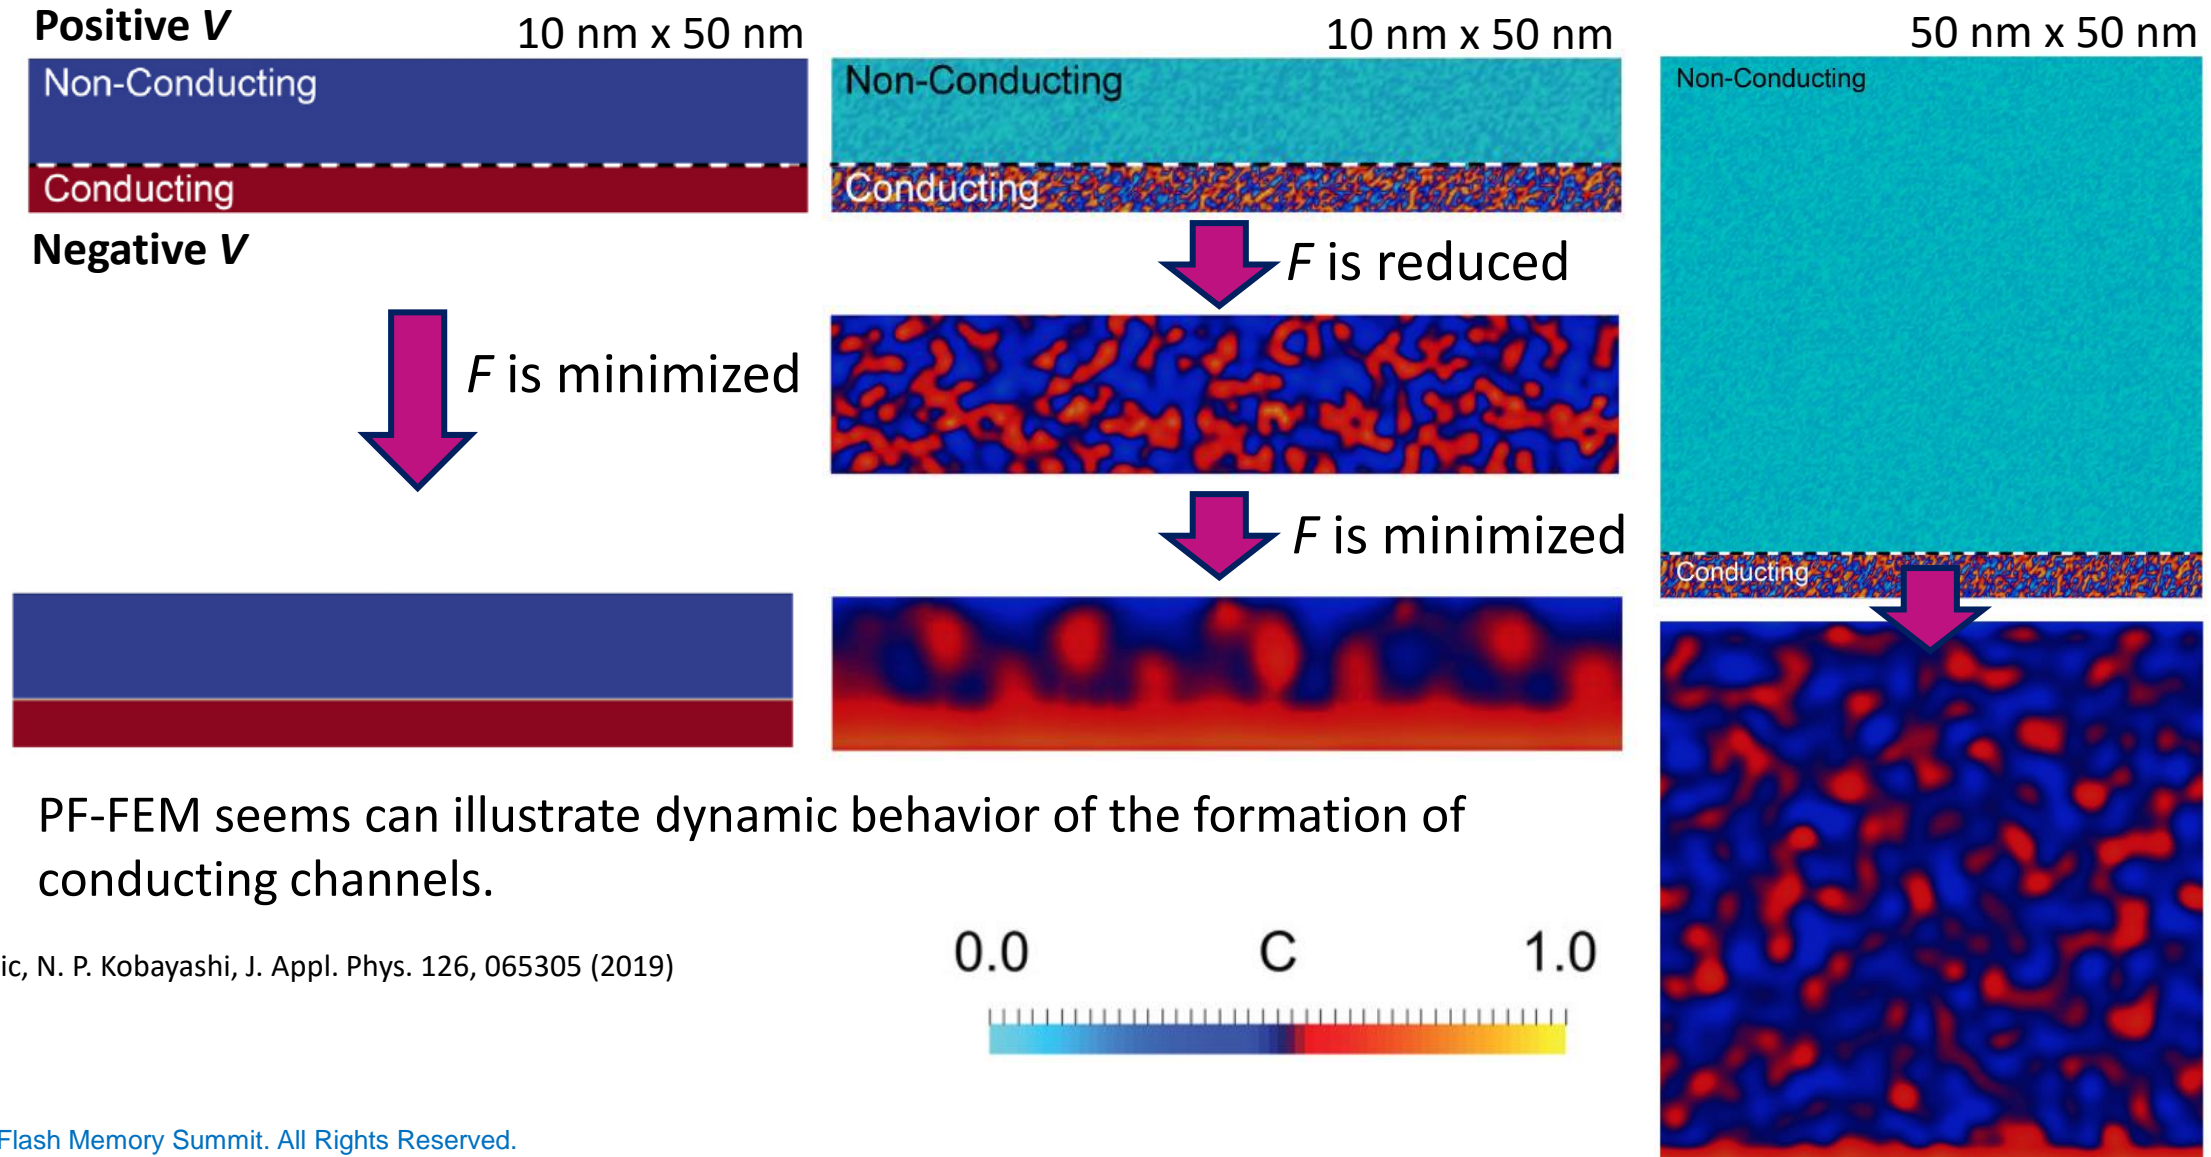 Positive V
10 nm x 50 nm
Non-Conducting
Conducting
Negative V
F is minimized
10 nm x 50 nm
Non-Conducting
Conducting
F is reduced
F is minimized
50 nm x 50 nm
Non-Conducting
Conducting
PF-FEM seems can illustrate dynamic behavior of the formation of
conducting channels.
ic, N. P. Kobayashi, J. Appl. Phys. 126, 065305 (2019)
0.0 C 1.0
Flash Memory Summit. All Rights Reserved.